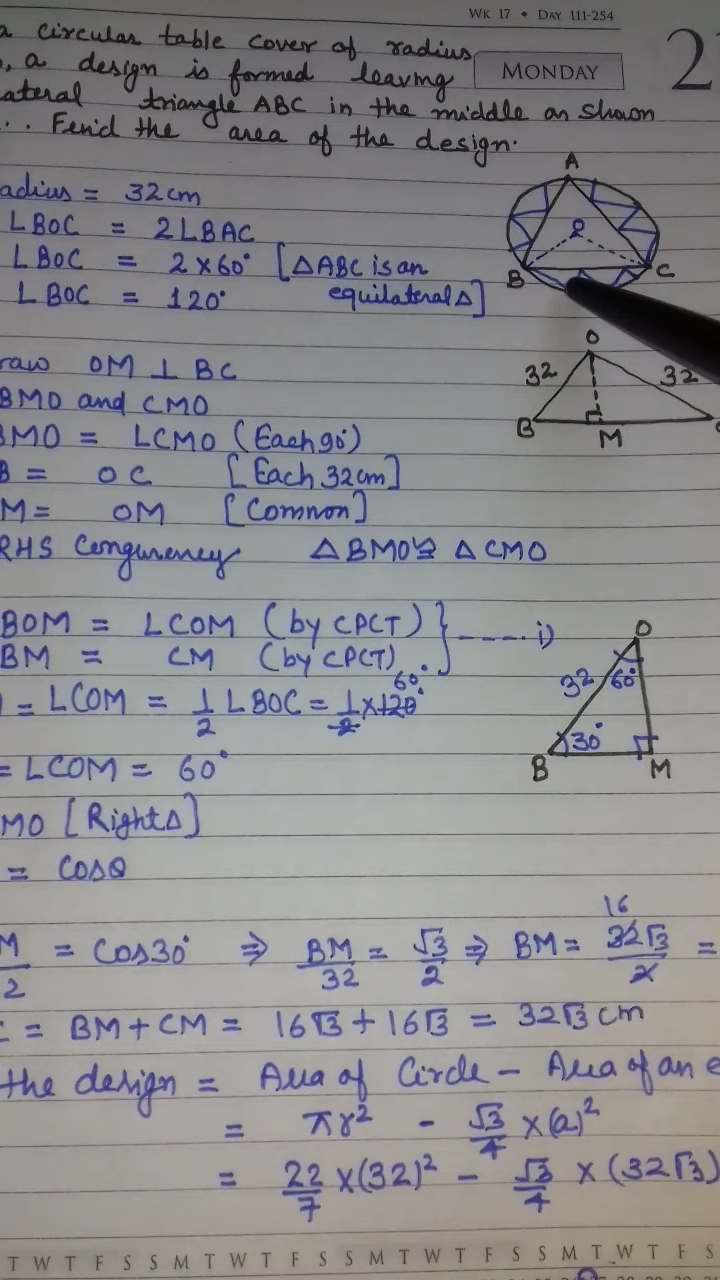 WK 17 • DAY 111-254
MONDAY
2
a circular table cover of radius
, a design is formed leaving
ateral triangle ABC in the middle as shown
... Find the area of the design.
adius = 32cm
∠BOC = 2∠BAC
∠BOC = 2×60° [△ABC is an
equilateral△]
∠BOC = 120°
A
O
B
C
raw OM ⊥ BC
BMO and CMO
BMO = ∠CMO (Each 90°)
B = OC [Each 32cm]
M = OM [Common]
RHS Congurency △BMO ≅ △CMO
O
32
32
B
M
BOM = ∠COM (by CPCT)
BM = CM (by CPCT) } ----- i)
= ∠COM = 1/2 ∠BOC = 1/2 × 120° 60°
= ∠COM = 60°
MO [Right△]
= Cosθ
O
32
60°
30°
B
M
M/2 = Cos30° ⇒ BM/32 = √3/2 ⇒ BM = 32√3/2 = 16
= BM + CM = 16√3 + 16√3 = 32√3 cm
the design = Area of Circle - Area of an e
= πr² - √3/4 × (a)²
= 22/7 × (32)² - √3/4 × (32√3)
T W T F S S M T W T F S S M T W T F S S M T W T F S